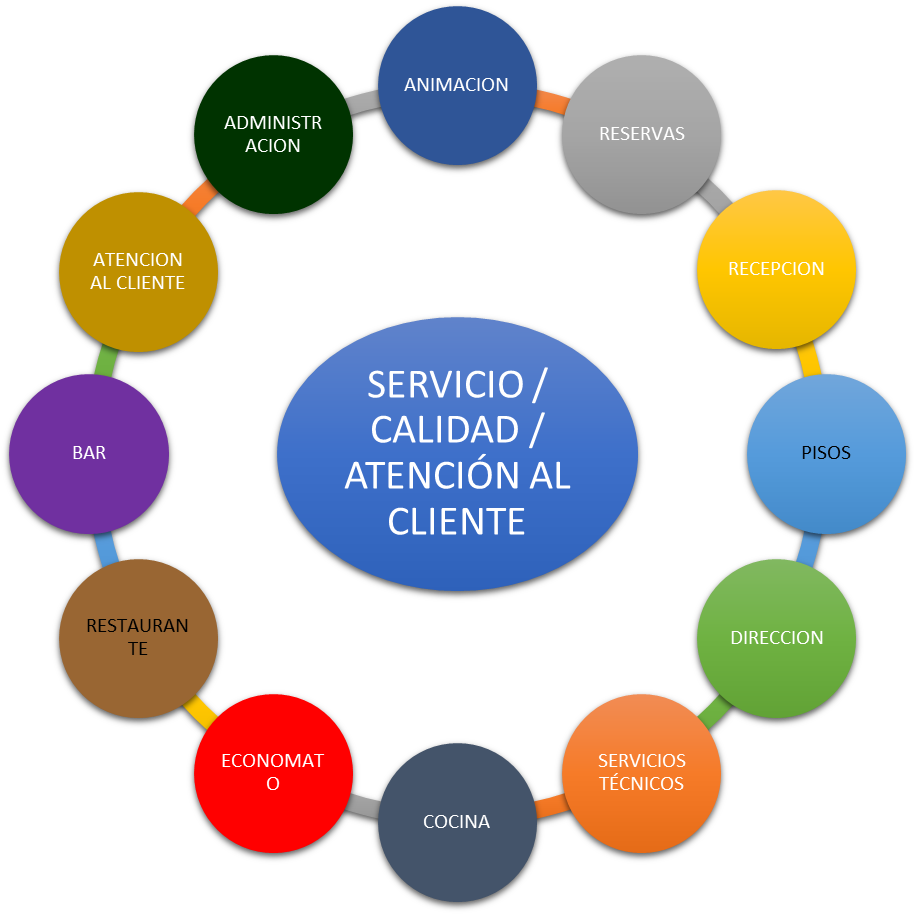 ANIMACION
RESERVAS
RECEPCION
PISOS
DIRECCION
SERVICIOS
TÉCNICOS
COCINA
ECONOMAT
O
RESTAURAN
TE
BAR
ATENCION
AL CLIENTE
ADMINISTR
ACION
SERVICIO /
CALIDAD /
ATENCIÓN AL
CLIENTE